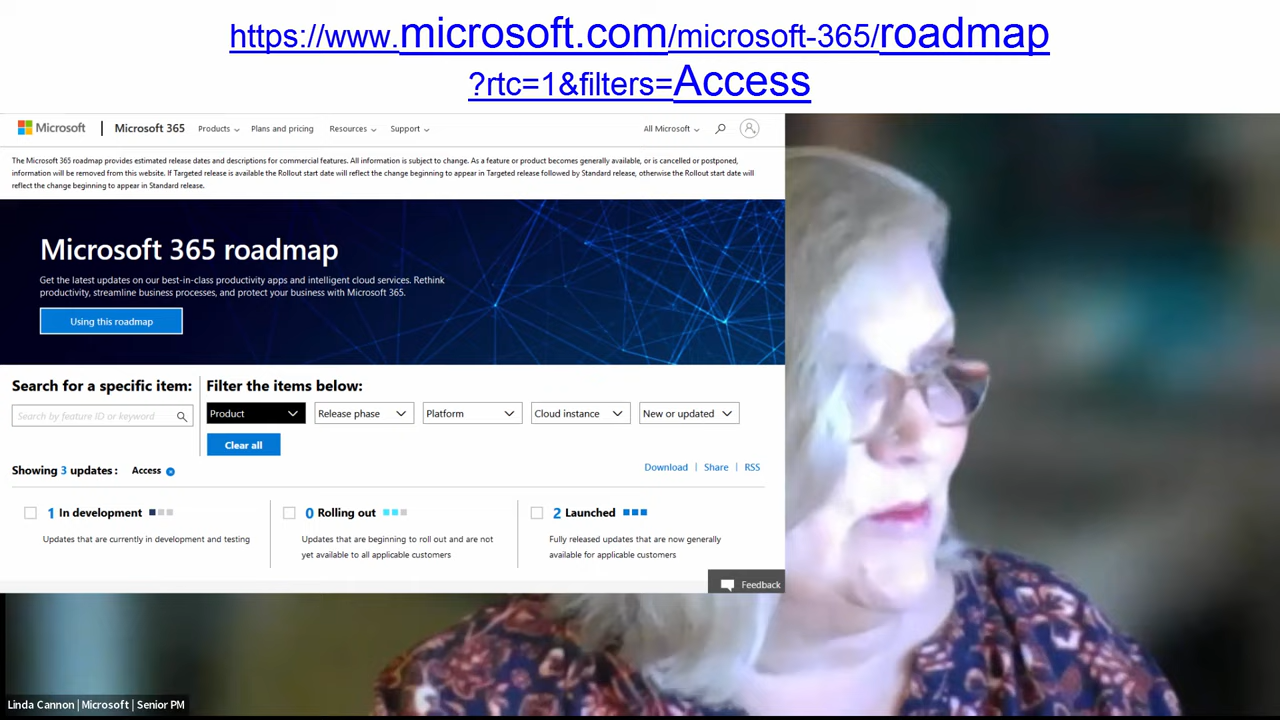 https://www.microsoft.com/microsoft-365/roadmap
?rtc=1&filters=Access
Microsoft | Microsoft 365 Products Plans and pricing Resources Support All Microsoft
The Microsoft 365 roadmap provides estimated release dates and descriptions for commercial features. All information is subject to change. As a feature or product becomes generally available, or is cancelled or postponed,
information will be removed from this website. If Targeted release is available the Rollout start date will reflect the change beginning to appear in Targeted release followed by Standard release, otherwise the Rollout start date will
reflect the change beginning to appear in Standard release.
Microsoft 365 roadmap
Get the latest updates on our best-in-class productivity apps and intelligent cloud services. Rethink
productivity, streamline business processes, and protect your business with Microsoft 365.
Using this roadmap
Search for a specific item: Filter the items below:
Search by feature ID or keyword Product Release phase Platform Cloud instance New or updated
Clear all
Showing 3 updates: Access Download | Share | RSS
1 In development 0 Rolling out 2 Launched
Updates that are currently in development and testing Updates that are beginning to roll out and are not Fully released updates that are now generally
yet available to all applicable customers available for applicable customers
Feedback
Linda Cannon | Microsoft | Senior PM